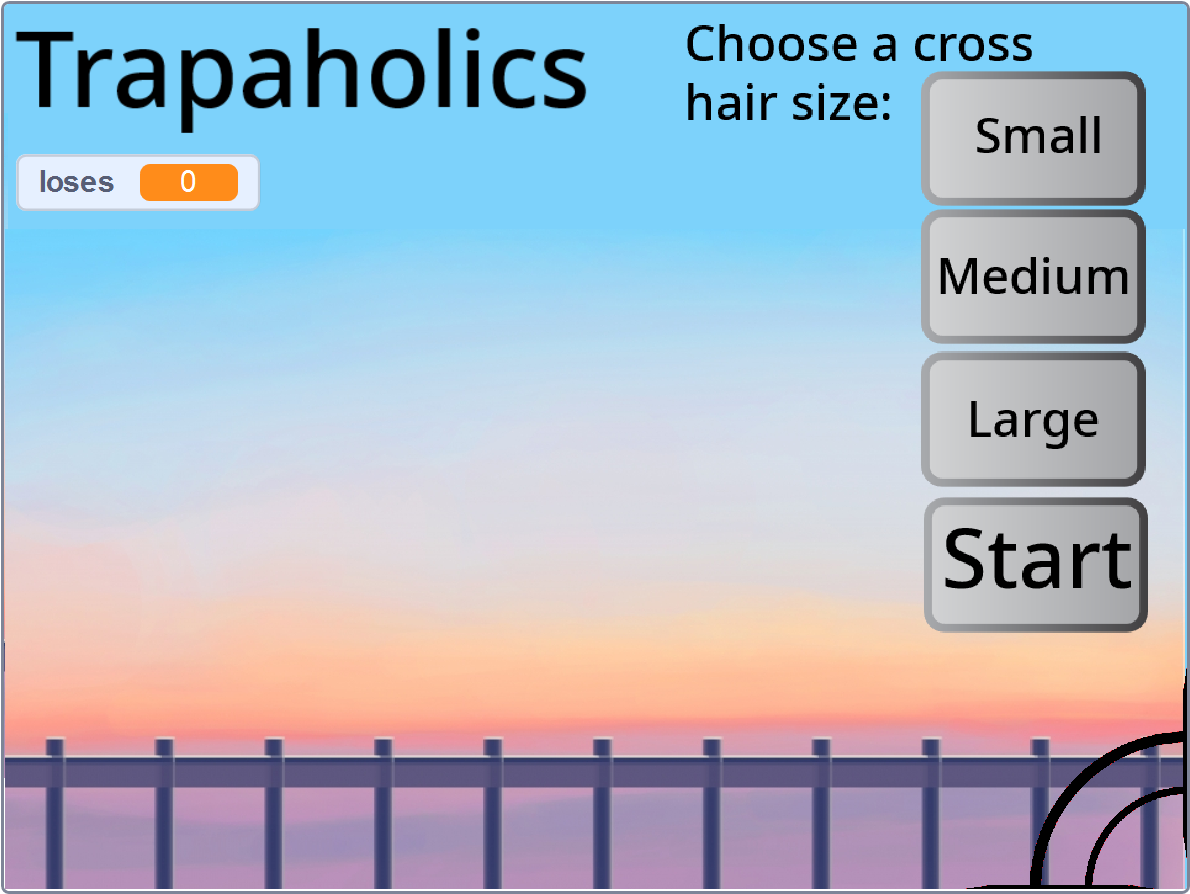 Trapaholics
Choose a cross
hair size:
loses 0
Small
Medium
Large
Start